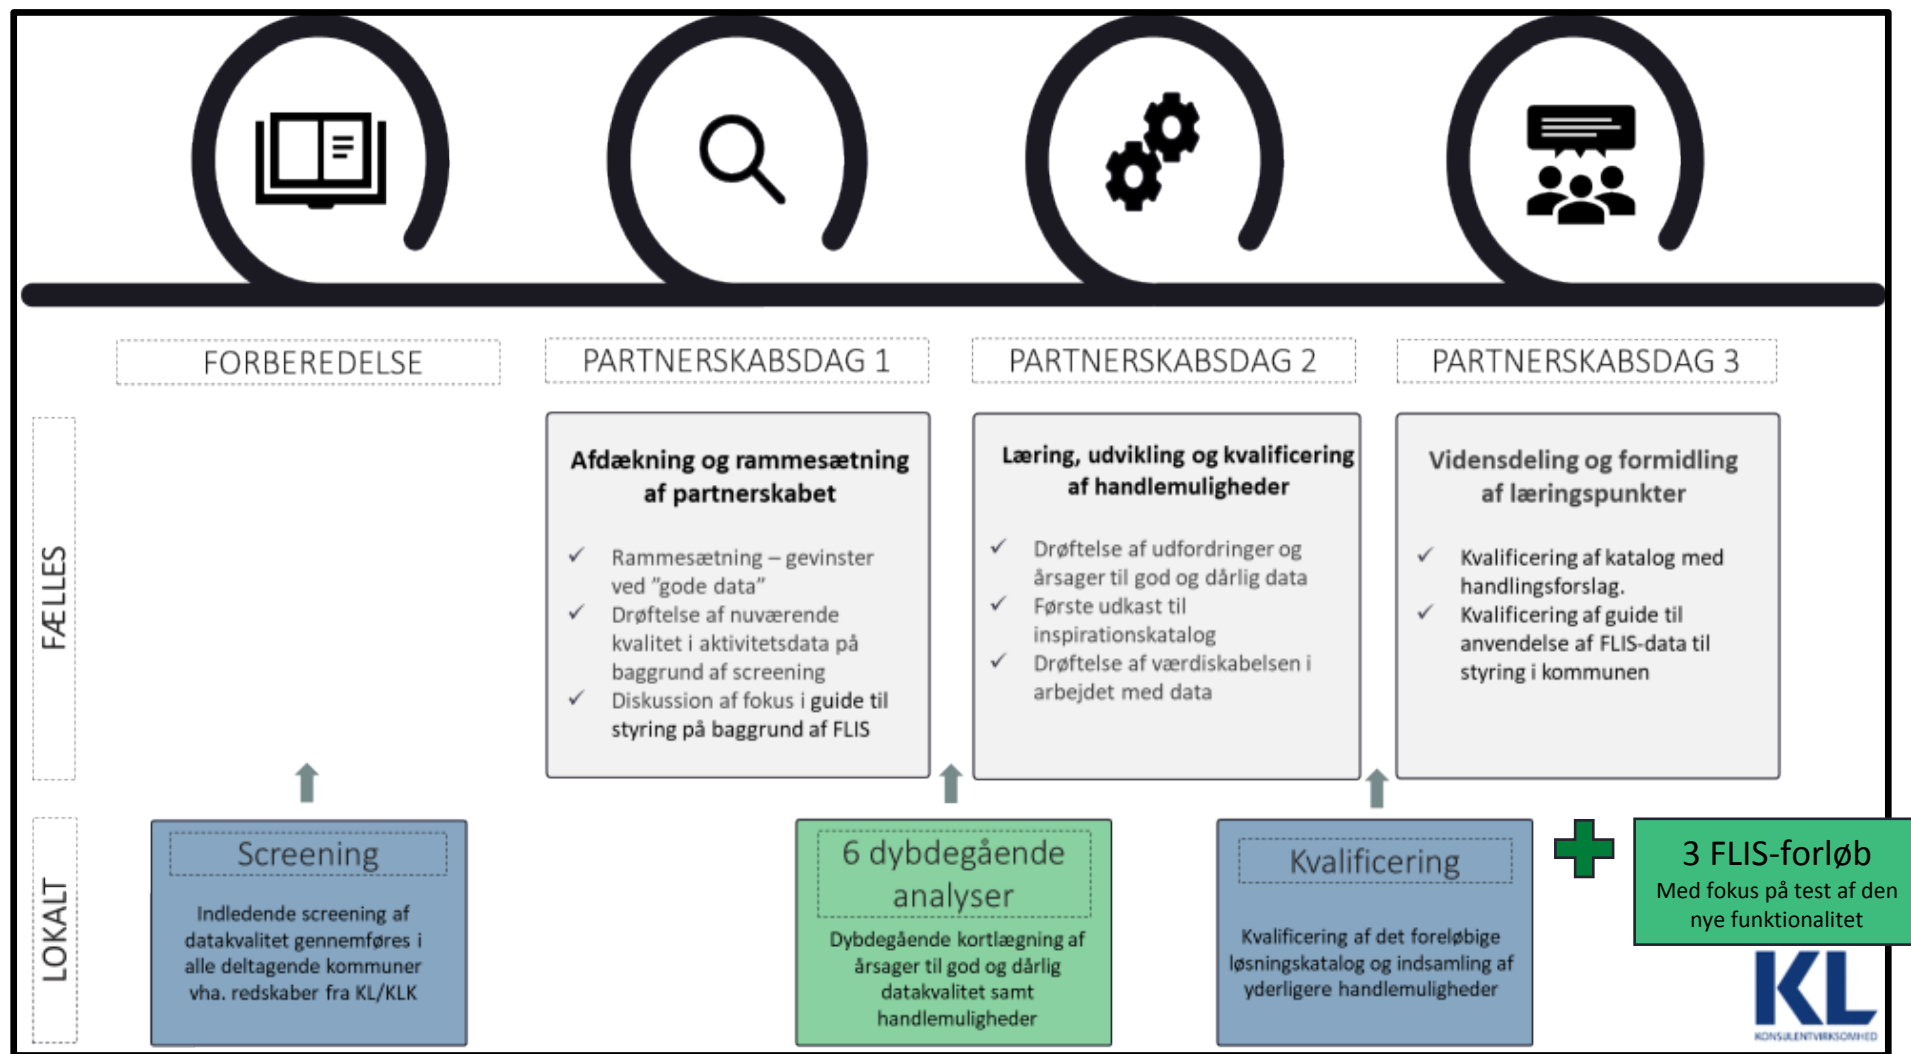 FORBEREDELSE
PARTNERSKABSDAG 1
PARTNERSKABSDAG 2
PARTNERSKABSDAG 3
FÆLLES
Afdækning og rammesætning
af partnerskabet
✓ Rammesætning – gevinster
ved ”gode data”
✓ Drøftelse af nuværende
kvalitet i aktivitetsdata på
baggrund af screening
✓ Diskussion af fokus i guide til
styring på baggrund af FLIS
Læring, udvikling og kvalificering
af handlemuligheder
✓ Drøftelse af udfordringer og
årsager til god og dårlig data
✓ Første udkast til
inspirationskatalog
✓ Drøftelse af værdiskabelsen i
arbejdet med data
Vidensdeling og formidling
af læringspunkter
✓ Kvalificering af katalog med
handlingsforslag.
✓ Kvalificering af guide til
anvendelse af FLIS-data til
styring i kommunen
LOKALT
Screening
Indledende screening af
datakvalitet gennemføres i
alle deltagende kommuner
vha. redskaber fra KL/KLK
6 dybdegående
analyser
Dybdegående kortlægning af
årsager til god og dårlig
datakvalitet samt
handlemuligheder
Kvalificering
Kvalificering af det foreløbige
løsningskatalog og indsamling af
yderligere handlemuligheder
3 FLIS-forløb
Med fokus på test af den
nye funktionalitet
KL
KONSULENTVIRKSOMHED